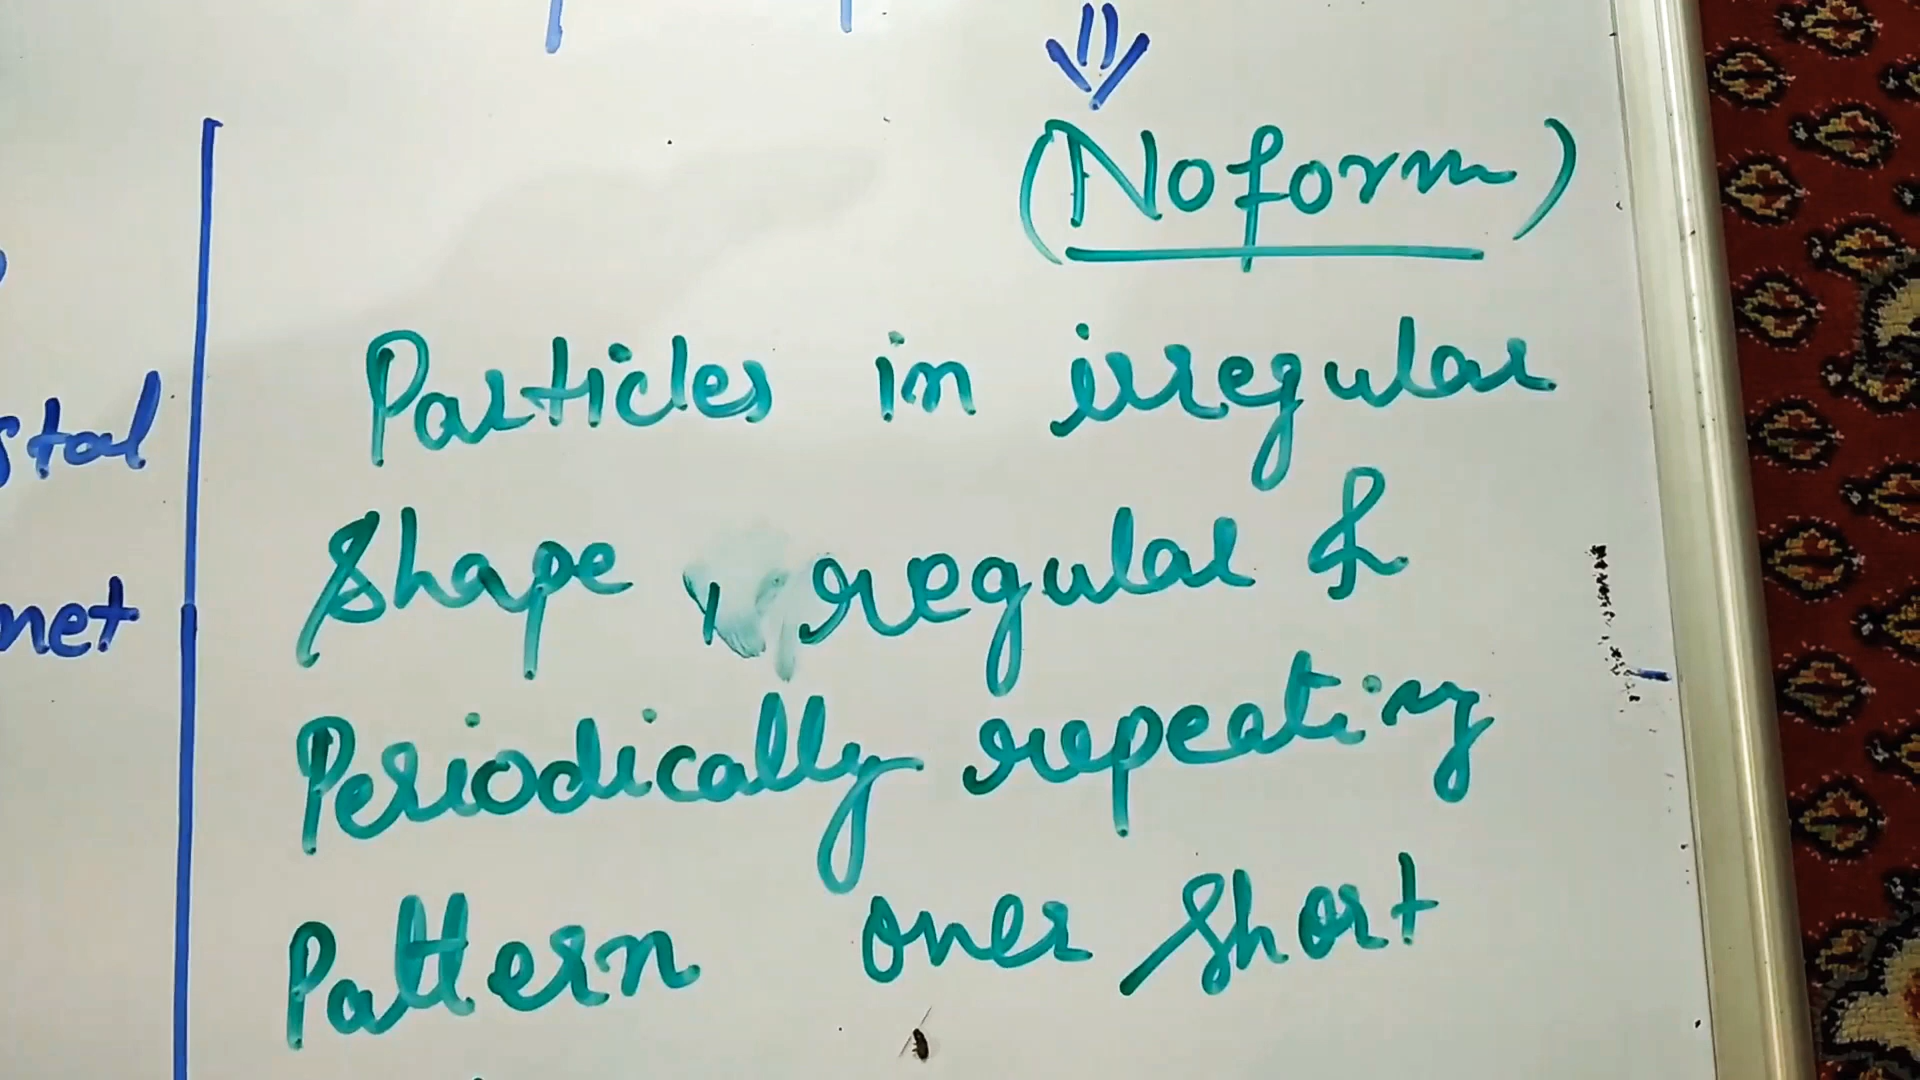 (Noform)
Particles in irregular
stal
Shape, regular &
net
Periodically repeating
Pattern over short